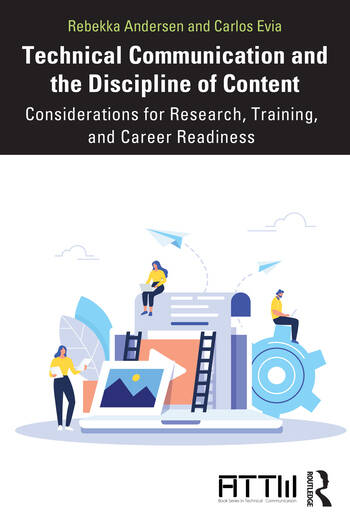 Rebekka Andersen and Carlos Evia
Technical Communication and
the Discipline of Content
Considerations for Research, Training,
and Career Readiness
ATTW
Book Series in Technical Communication
ROUTLEDGE